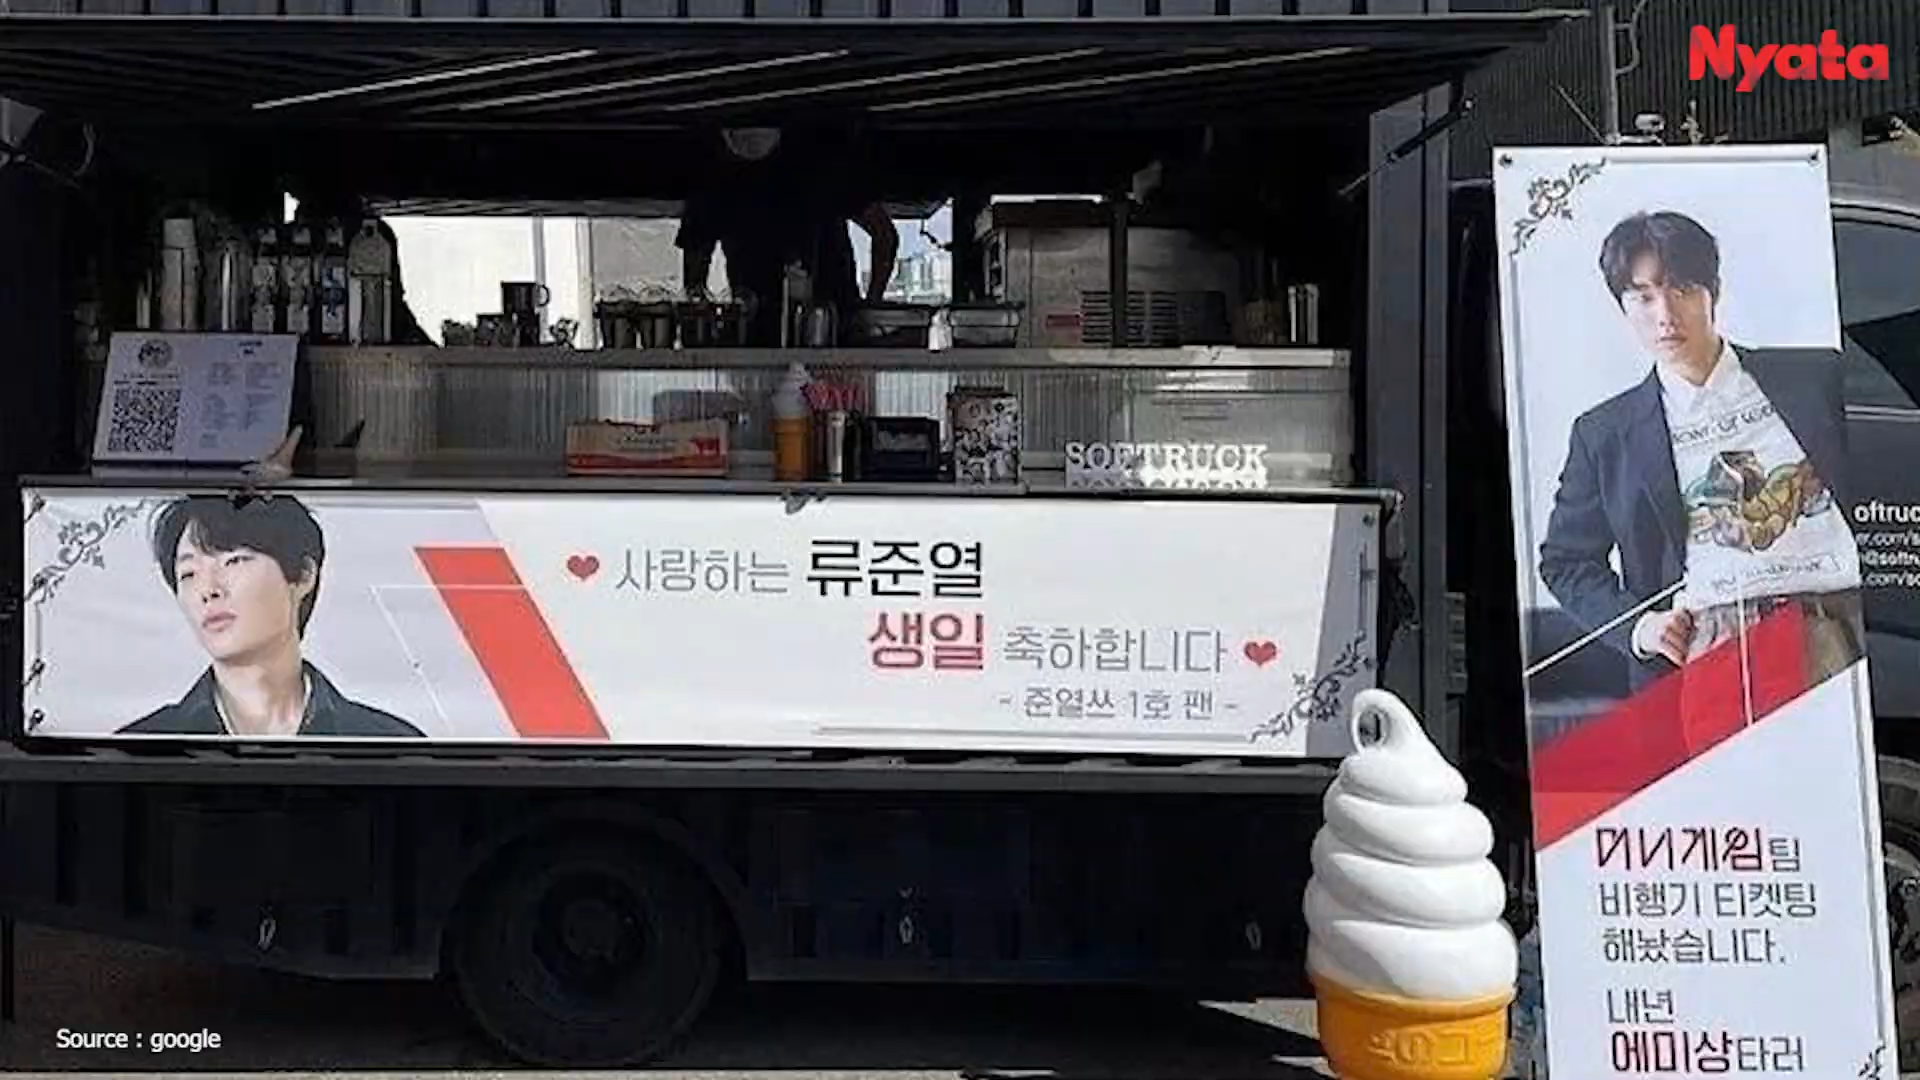 Nyata
SOFTRUCK
사랑하는 류준열
생일 축하합니다
- 준열쓰 1호 팬 -
oftruc
머니게임팀
비행기 티켓팅
해놨습니다.
내년
에미상타러
Source : google